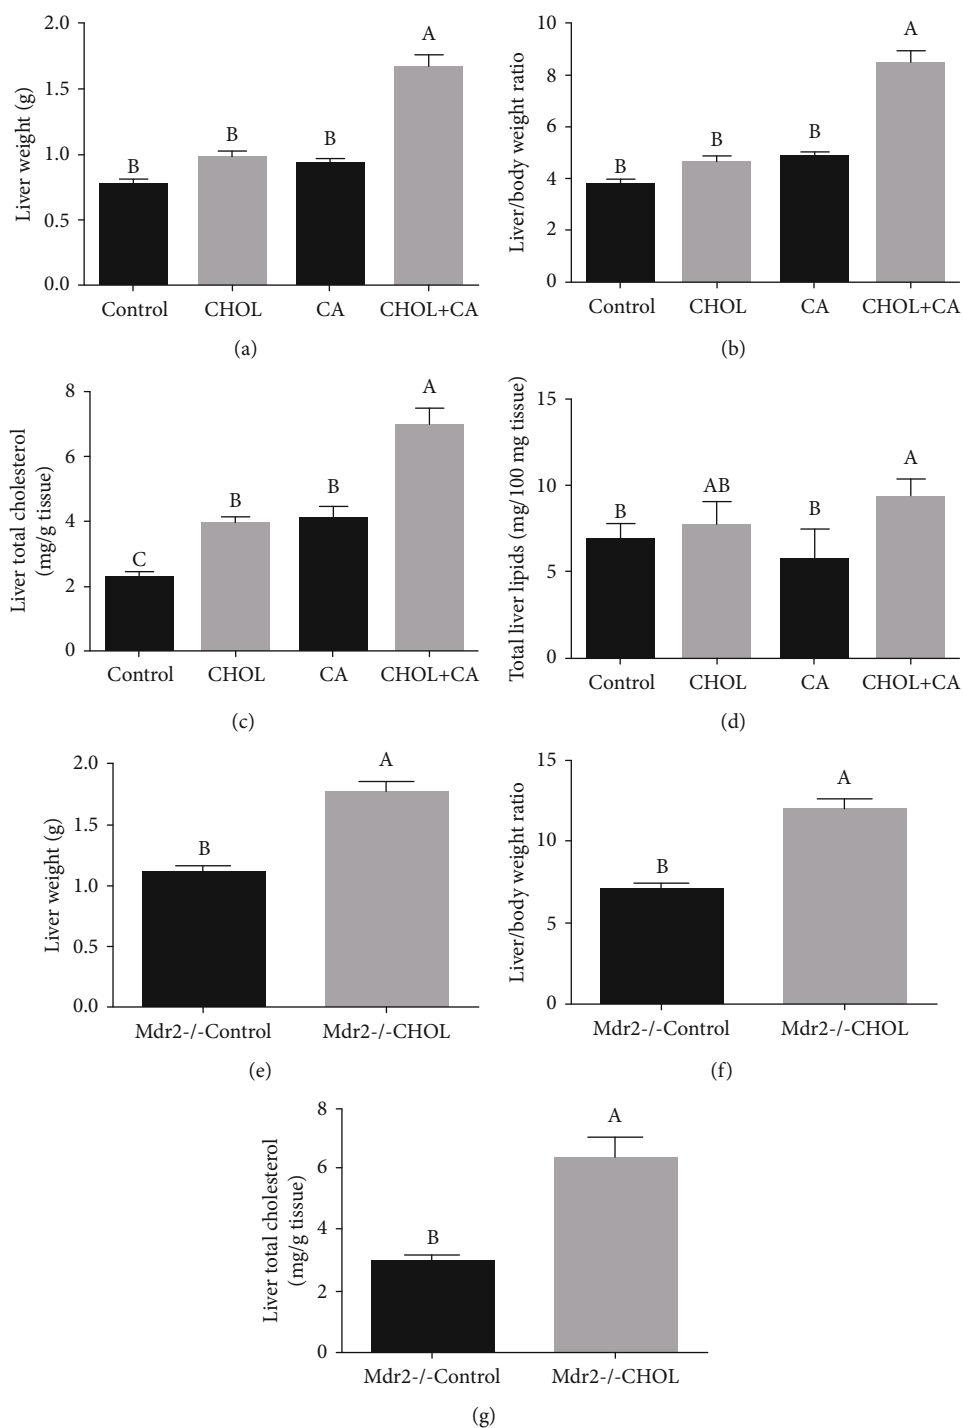 Liver weight (g)
2.0
1.5
1.0
0.5
0.0
B
B
B
A
Control CHOL CA CHOL+CA
(a)
Liver/body weight ratio
10
8
6
4
2
0
B
B
B
A
Control CHOL CA CHOL+CA
(b)
Liver total cholesterol
(mg/g tissue)
8
6
4
2
0
C
B
B
A
Control CHOL CA CHOL+CA
(c)
Total liver lipids (mg/100 mg tissue)
15
10
5
0
B
AB
B
A
Control CHOL CA CHOL+CA
(d)
Liver weight (g)
2.0
1.5
1.0
0.5
0.0
B
A
Mdr2-/-Control Mdr2-/-CHOL
(e)
Liver/body weight ratio
15
10
5
0
B
A
Mdr2-/-Control Mdr2-/-CHOL
(f)
Liver total cholesterol
(mg/g tissue)
8
6
4
2
0
B
A
Mdr2-/-Control Mdr2-/-CHOL
(g)